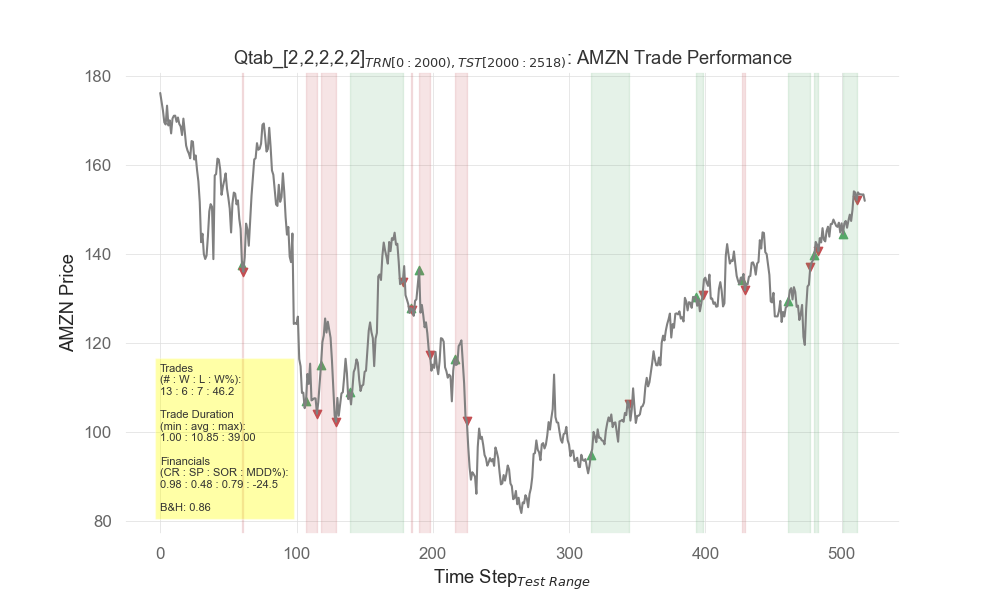 Qtab_[2,2,2,2,2]TRN[0 : 2000), TST[2000 : 2518): AMZN Trade Performance
180
160
140
120
100
80
AMZN Price
Trades
(# : W : L : W%):
13 : 6 : 7 : 46.2
Trade Duration
(min : avg : max):
1.00 : 10.85 : 39.00
Financials
(CR : SP : SOR : MDD%):
0.98 : 0.48 : 0.79 : -24.5
B&H: 0.86
0 100 200 300 400 500
Time StepTest Range